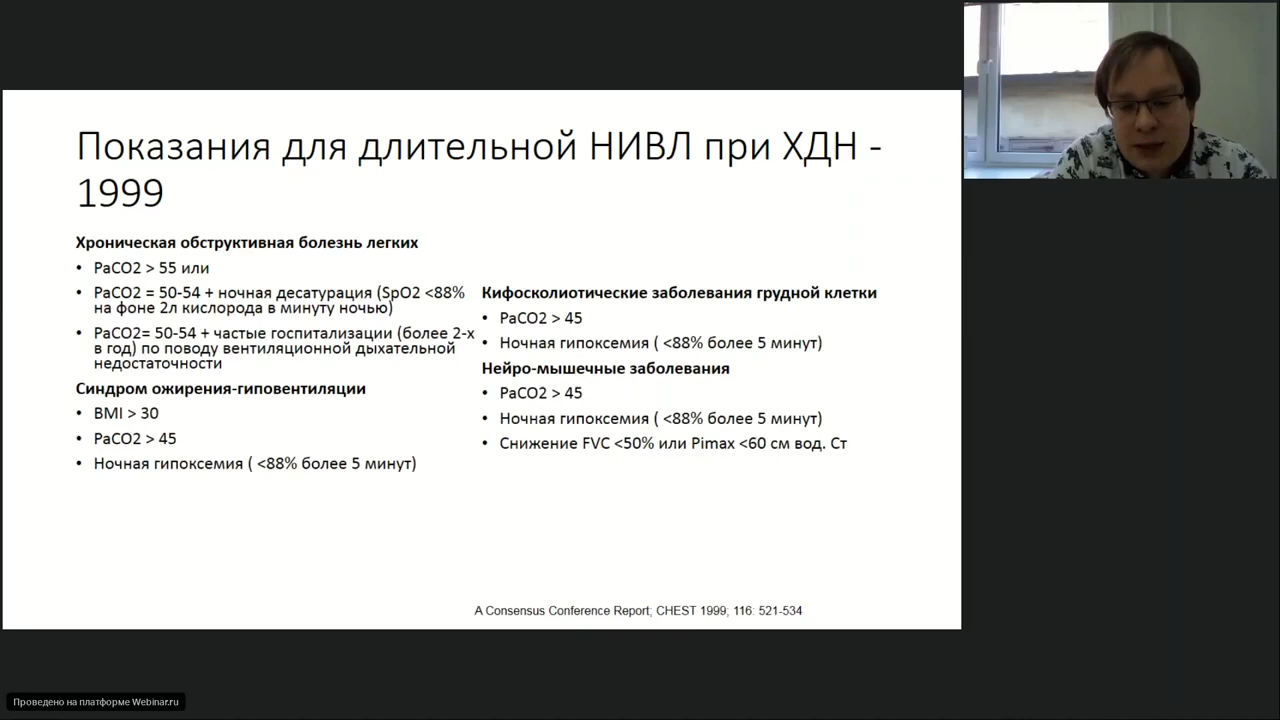 Показания для длительной НИВЛ при ХДН -
1999
Хроническая обструктивная болезнь легких
• PaCO2 > 55 или
• PaCO2 = 50-54 + ночная десатурация (SpO2 <88%
на фоне 2л кислорода в минуту ночью)
• PaCO2= 50-54 + частые госпитализации (более 2-х
в год) по поводу вентиляционной дыхательной
недостаточности
Синдром ожирения-гиповентиляции
• BMI > 30
• PaCO2 > 45
• Ночная гипоксемия ( <88% более 5 минут)
Кифосколиотические заболевания грудной клетки
• PaCO2 > 45
• Ночная гипоксемия ( <88% более 5 минут)
Нейро-мышечные заболевания
• PaCO2 > 45
• Ночная гипоксемия ( <88% более 5 минут)
• Снижение FVC <50% или Pimax <60 см вод. Ст
A Consensus Conference Report; CHEST 1999; 116: 521-534
Проведено на платформе Webinar.ru